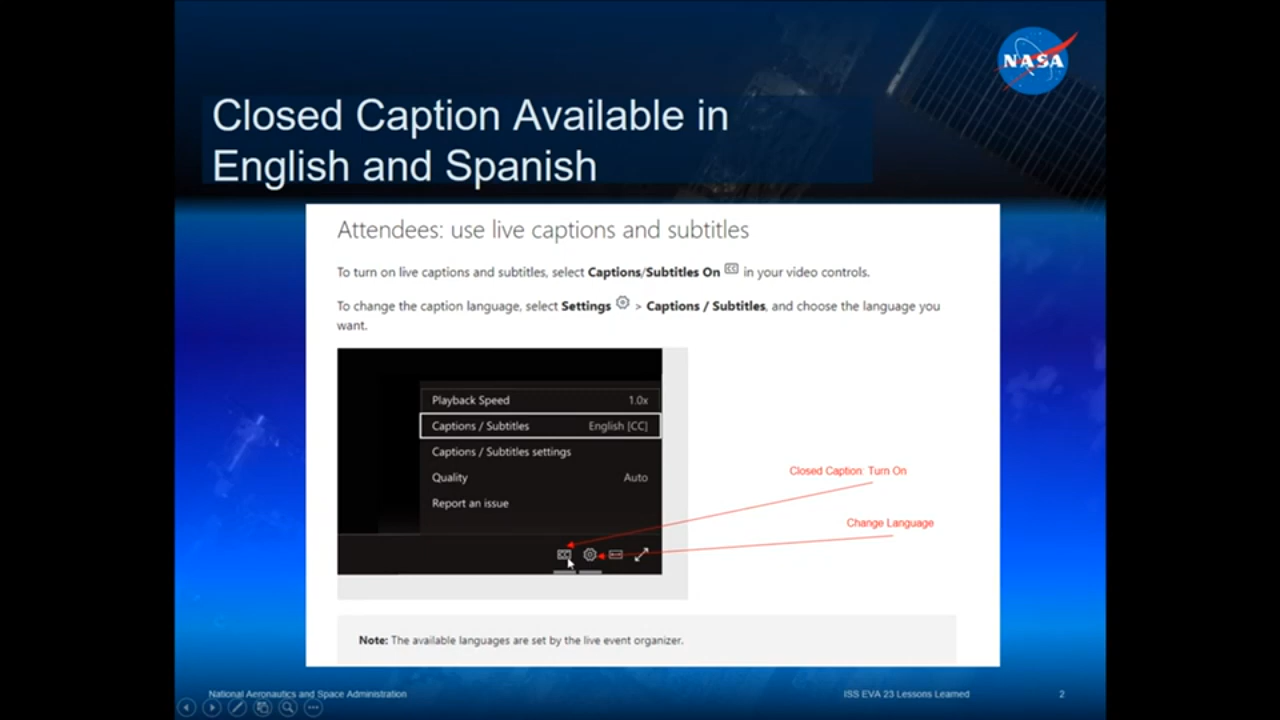 NASA
Closed Caption Available in
English and Spanish
Attendees: use live captions and subtitles
To turn on live captions and subtitles, select Captions/Subtitles On CC in your video controls.
To change the caption language, select Settings > Captions / Subtitles, and choose the language you
want.
Playback Speed 1.0x
Captions / Subtitles English [CC]
Captions / Subtitles settings
Quality Auto
Report an issue
Closed Caption: Turn On
Change Language
CC
Note: The available languages are set by the live event organizer.
National Aeronautics and Space Administration ISS EVA 23 Lessons Learned 2